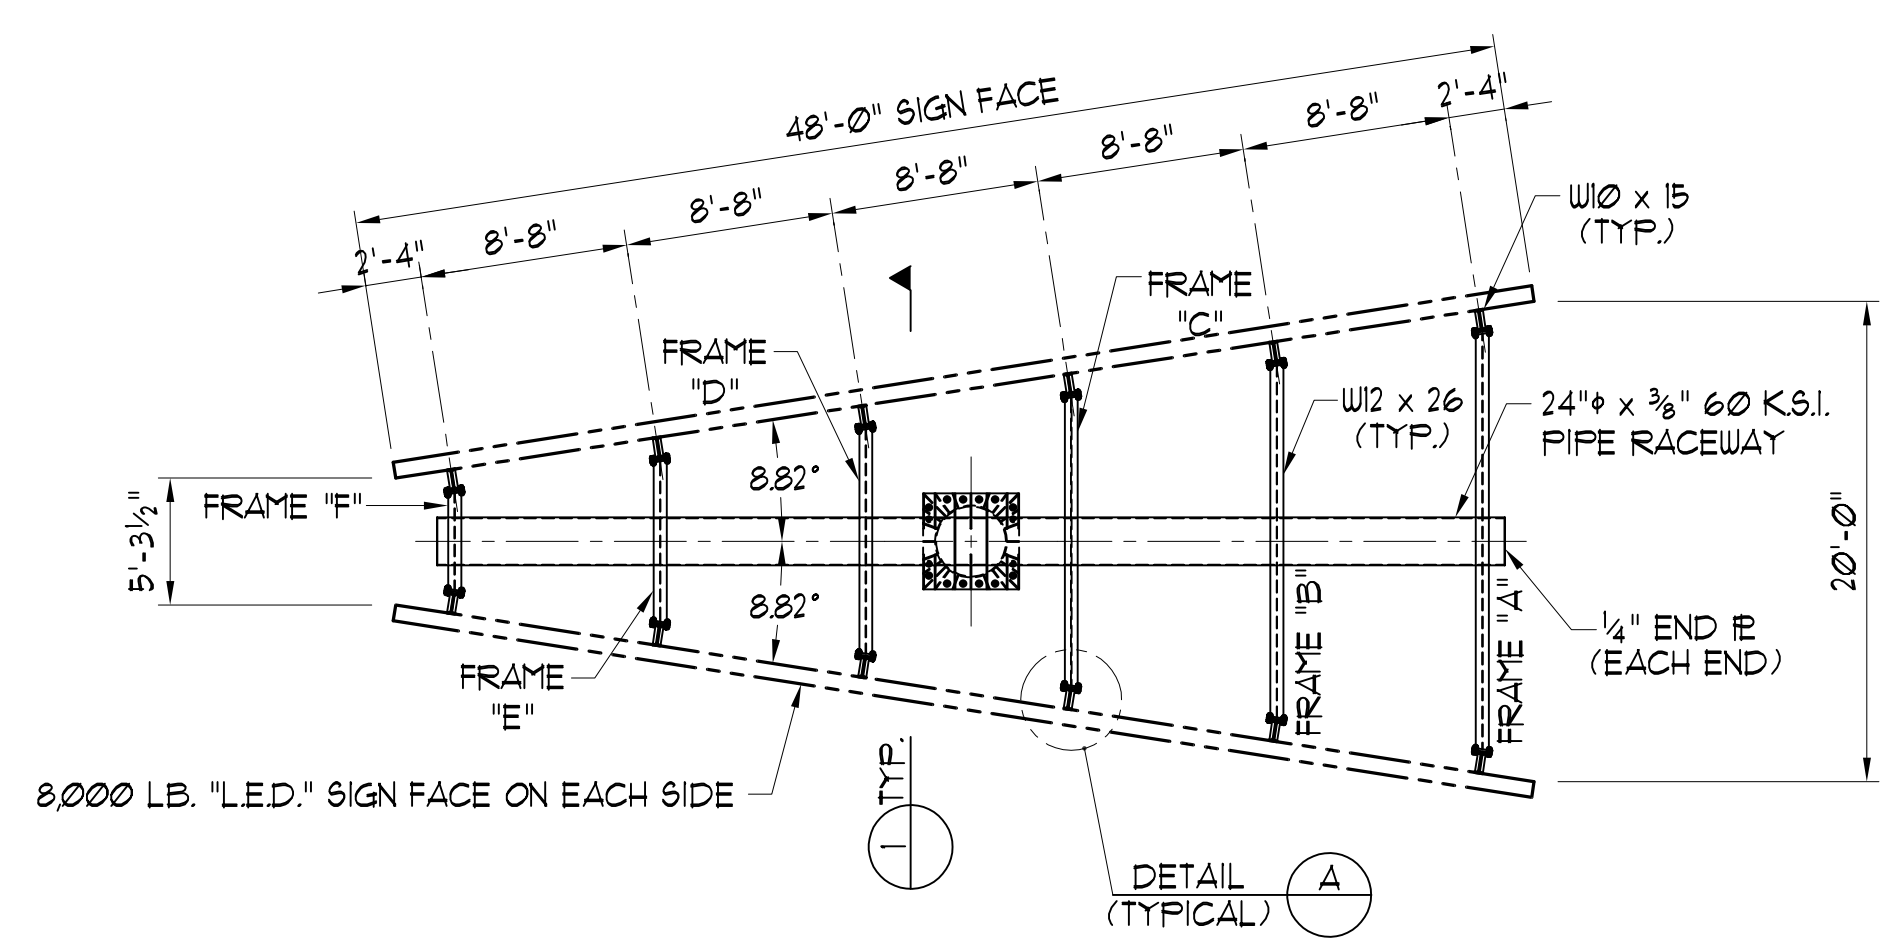 48'-0" SIGN FACE
2'-4"
8'-8"
8'-8"
8'-8"
8'-8"
8'-8"
2'-4"
W10 x 15
(TYP.)
FRAME
"C"
FRAME
"D"
W12 x 26
(TYP.)
24"ϕ x 3/8" 60 K.S.I.
PIPE RACEWAY
FRAME "F"
5'-3½"
8.82°
8.82°
20'-0"
FRAME "B"
FRAME "A"
¼" END ⅊
(EACH END)
FRAME
"E"
8,000 LB. "L.E.D." SIGN FACE ON EACH SIDE
TYP.
1
DETAIL
(TYPICAL)
A